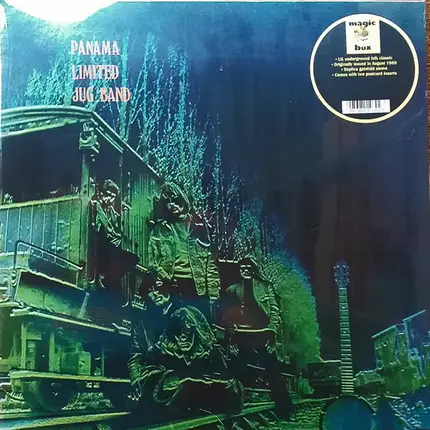 PANAMA
LIMITED
JUG BAND
magic
box
• UK underground folk classic
• Originally issued in August 1969
• Replica gatefold sleeve
• Comes with two postcard inserts